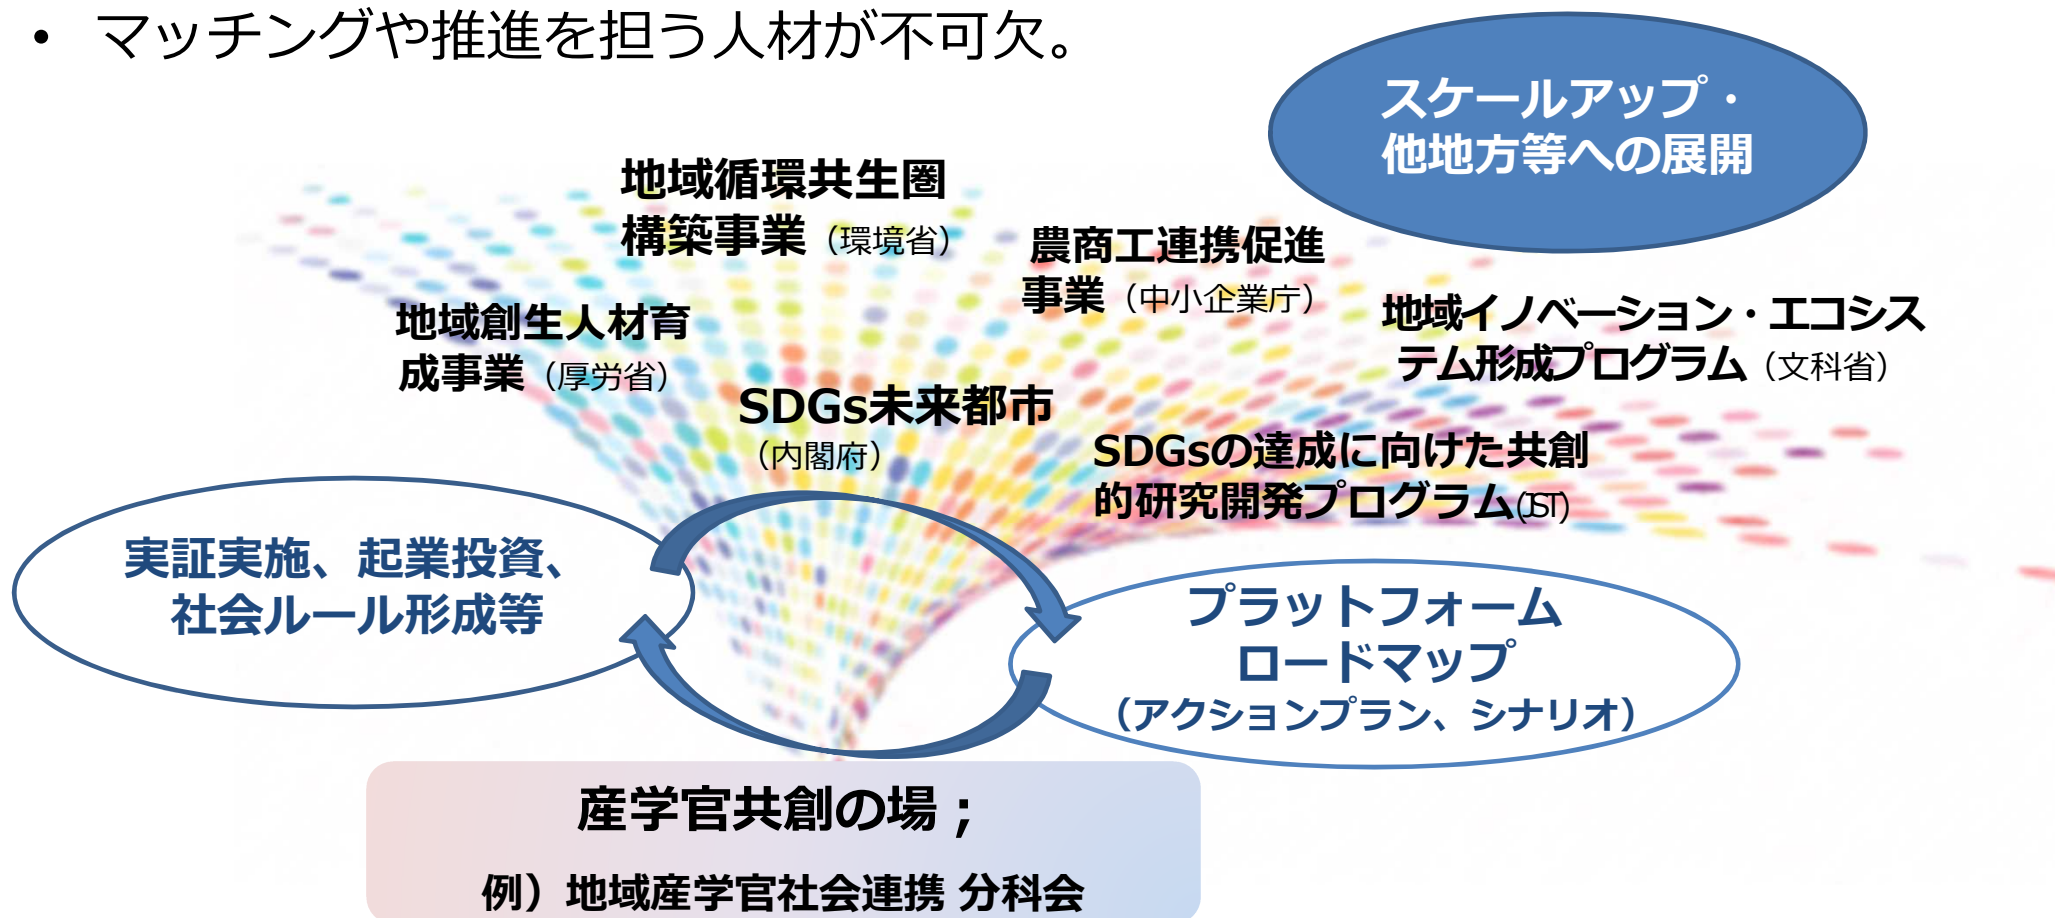 • マッチングや推進を担う人材が不可欠。
スケールアップ・
他地方等への展開
地域循環共生圏
構築事業（環境省）
農商工連携促進
事業（中小企業庁）
地域イノベーション・エコシス
テム形成プログラム（文科省）
地域創生人材育
成事業（厚労省）
SDGs未来都市
（内閣府）
SDGsの達成に向けた共創
的研究開発プログラム(JST)
実証実施、起業投資、
社会ルール形成等
プラットフォーム
ロードマップ
（アクションプラン、シナリオ）
産学官共創の場；
例）地域産学官社会連携 分科会